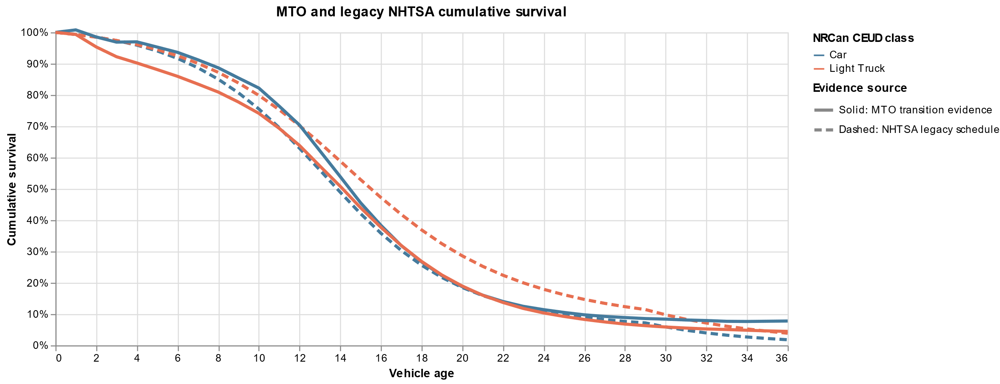 MTO and legacy NHTSA cumulative survival
100%
90%
80%
70%
60%
50%
40%
30%
20%
10%
0%
Cumulative survival
0 2 4 6 8 10 12 14 16 18 20 22 24 26 28 30 32 34 36
Vehicle age
NRCan CEUD class
Car
Light Truck
Evidence source
Solid: MTO transition evidence
Dashed: NHTSA legacy schedule